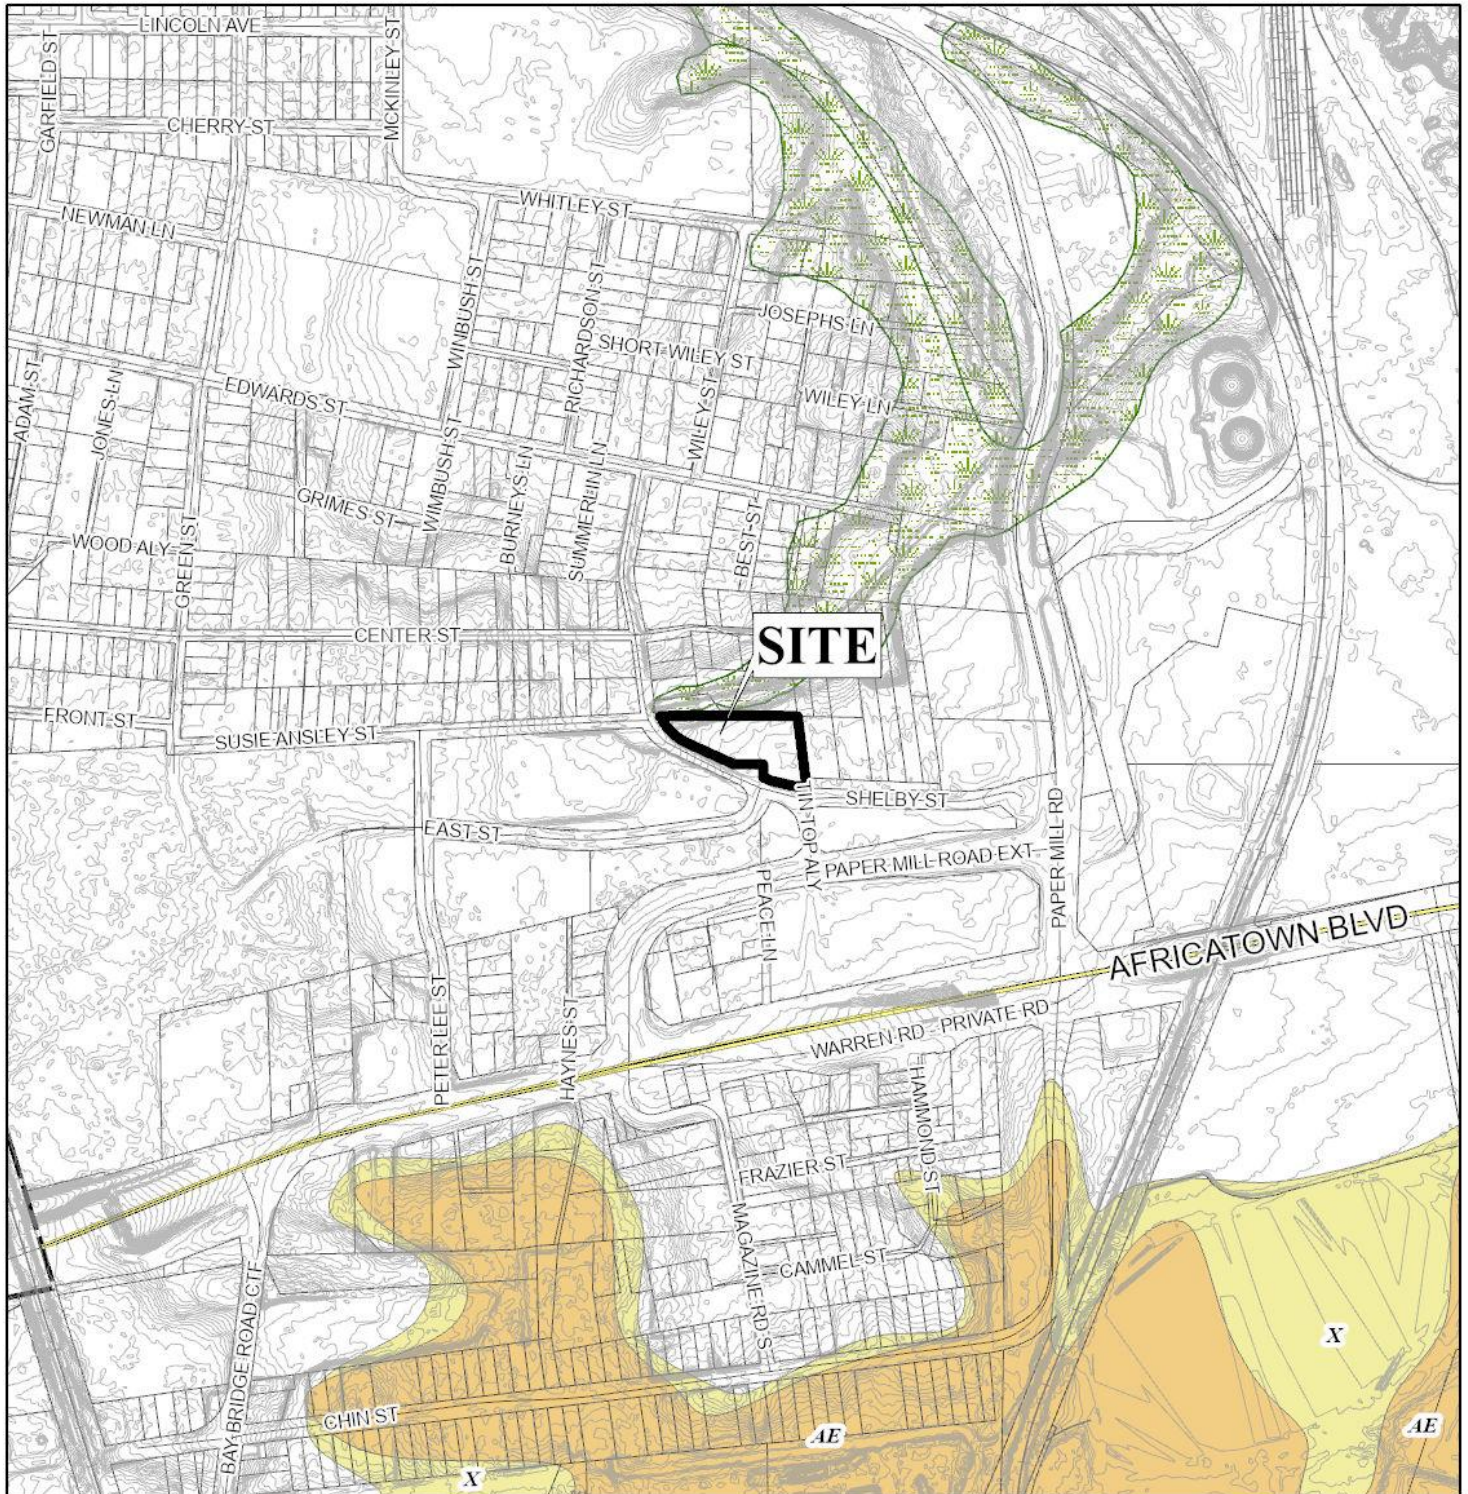 LINCOLN AVE
GARFIELD ST
MCKINLEY ST
CHERRY ST
WHITLEY ST
NEWMAN LN
WINBUSH ST
RICHARDSON ST
JOSEPHS LN
SHORT WILEY ST
ADAM ST
JONES LN
EDWARDS ST
WILEY ST
WILEY LN
WIMBUSH ST
GRIMES ST
BURNEYS LN
SUMMERLIN LN
BEST ST
WOOD ALY
GREEN ST
CENTER ST
SITE
FRONT ST
SUSIE ANSLEY ST
TIN TOP ALY
SHELBY ST
EAST ST
PAPER MILL RD
PAPER MILL ROAD EXT
PEACE LN
AFRICATOWN BLVD
PETER LEE ST
HAYNES ST
WARREN RD - PRIVATE RD
HAMMOND ST
FRAZIER ST
MAGAZINE RD S
CAMMEL ST
BAY BRIDGE ROAD CTF
X
CHIN ST
AE
AE
X